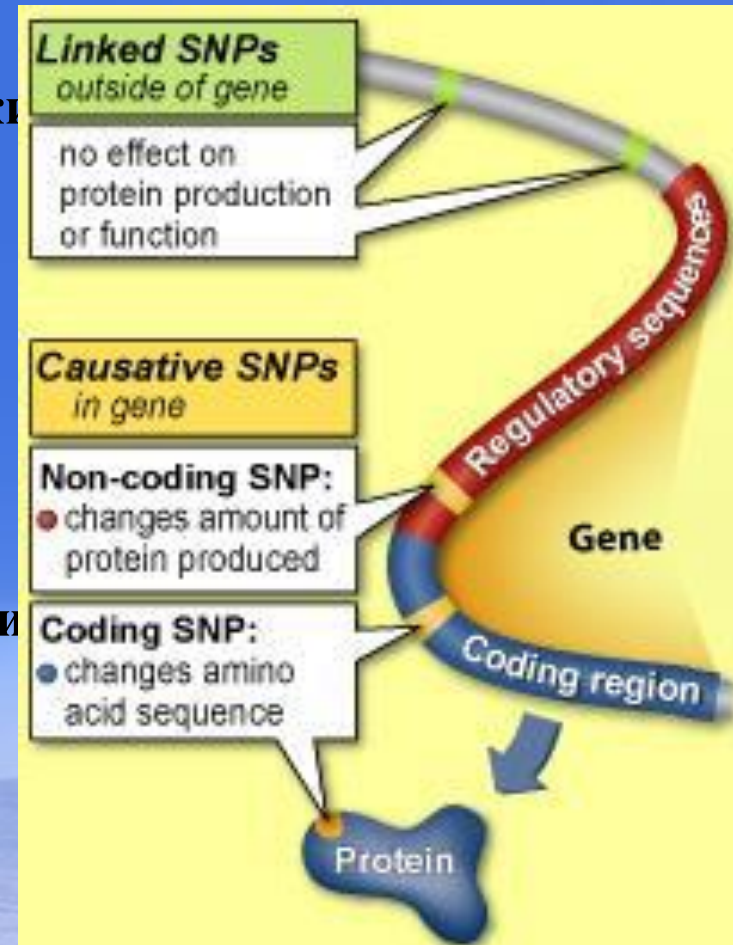 Linked SNPs
outside of gene
no effect on
protein production
or function
Regulatory sequences
Causative SNPs
in gene
Non-coding SNP:
changes amount of
protein produced
Gene
Coding SNP:
changes amino
acid sequence
Coding region
Protein